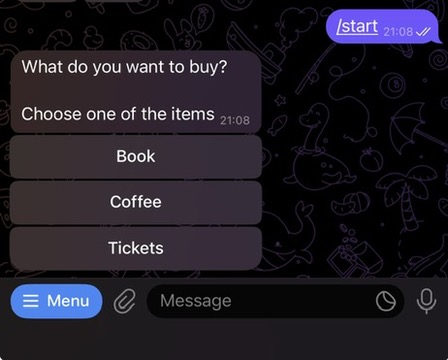 /start 21:08
What do you want to buy?
Choose one of the items 21:08
Book
Coffee
Tickets
Menu
Message